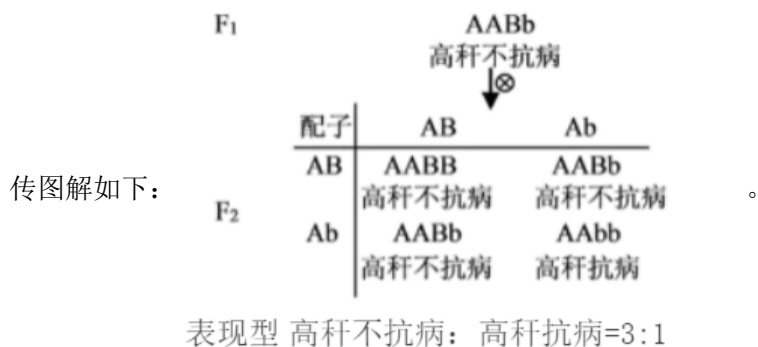 F₁ AABb
高秆不抗病
⊗
配子 AB Ab
AB AABB AABb
传图解如下： 高秆不抗病 高秆不抗病 。
F₂
Ab AABb AAbb
高秆不抗病 高秆抗病
表现型 高秆不抗病：高秆抗病=3:1